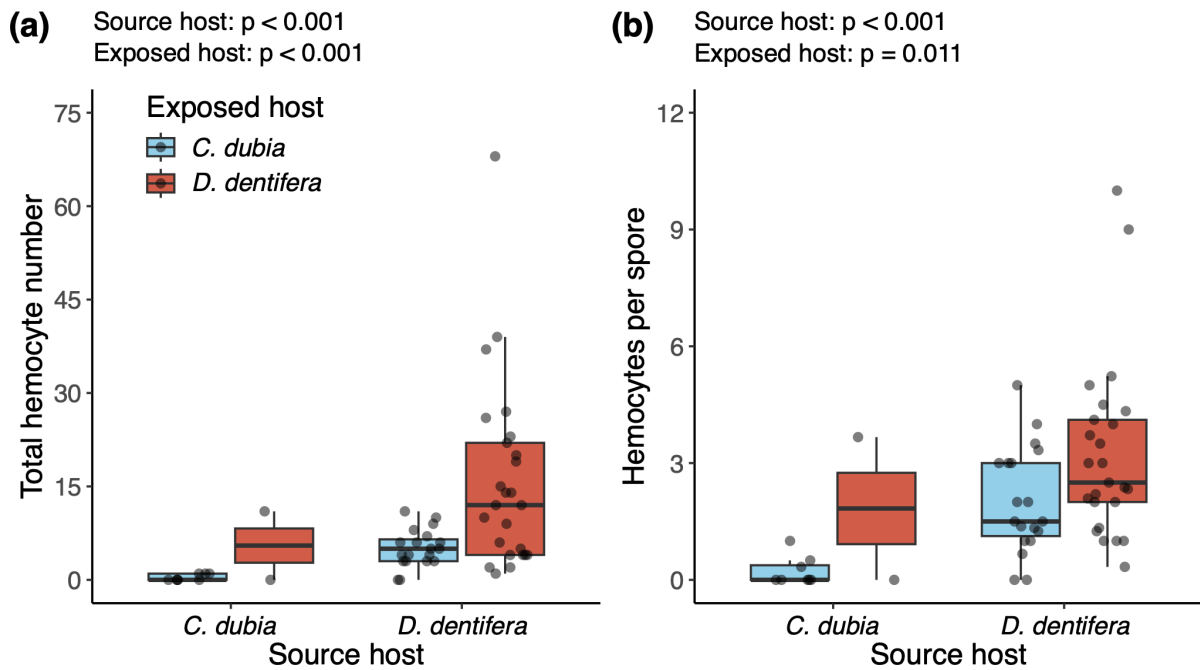 (a)
Source host: p < 0.001
Exposed host: p < 0.001
Exposed host
C. dubia
D. dentifera
Total hemocyte number
75
60
45
30
15
0
C. dubia
D. dentifera
Source host
(b)
Source host: p < 0.001
Exposed host: p = 0.011
Hemocytes per spore
12
9
6
3
0
C. dubia
D. dentifera
Source host